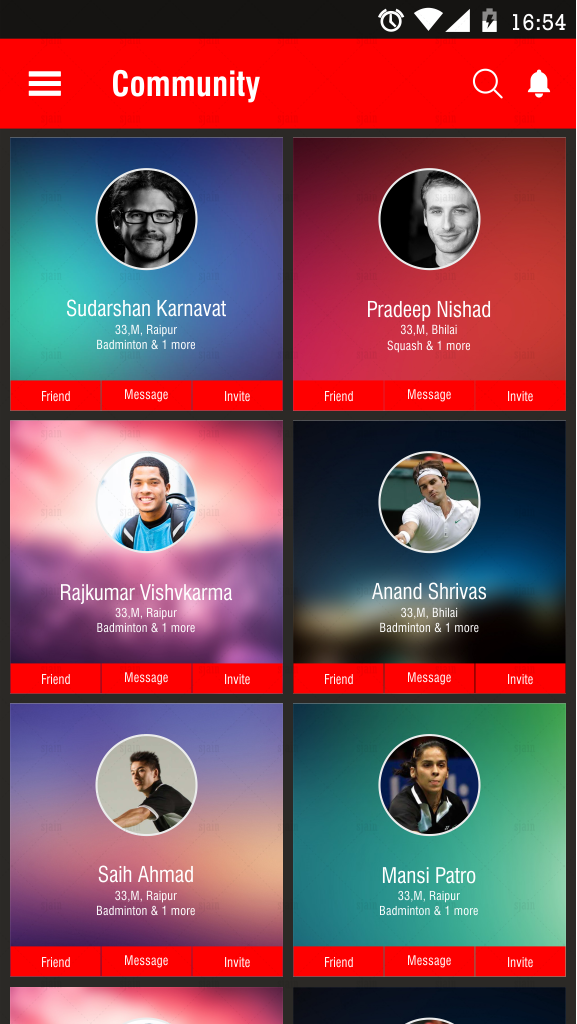 16:54
Community
Sudarshan Karnavat
33,M, Raipur
Badminton & 1 more
Friend Message Invite
Pradeep Nishad
33,M, Bhilai
Squash & 1 more
Friend Message Invite
Rajkumar Vishvkarma
33,M, Raipur
Badminton & 1 more
Friend Message Invite
Anand Shrivas
33,M, Bhilai
Badminton & 1 more
Friend Message Invite
Saih Ahmad
33,M, Raipur
Badminton & 1 more
Friend Message Invite
Mansi Patro
33,M, Raipur
Badminton & 1 more
Friend Message Invite